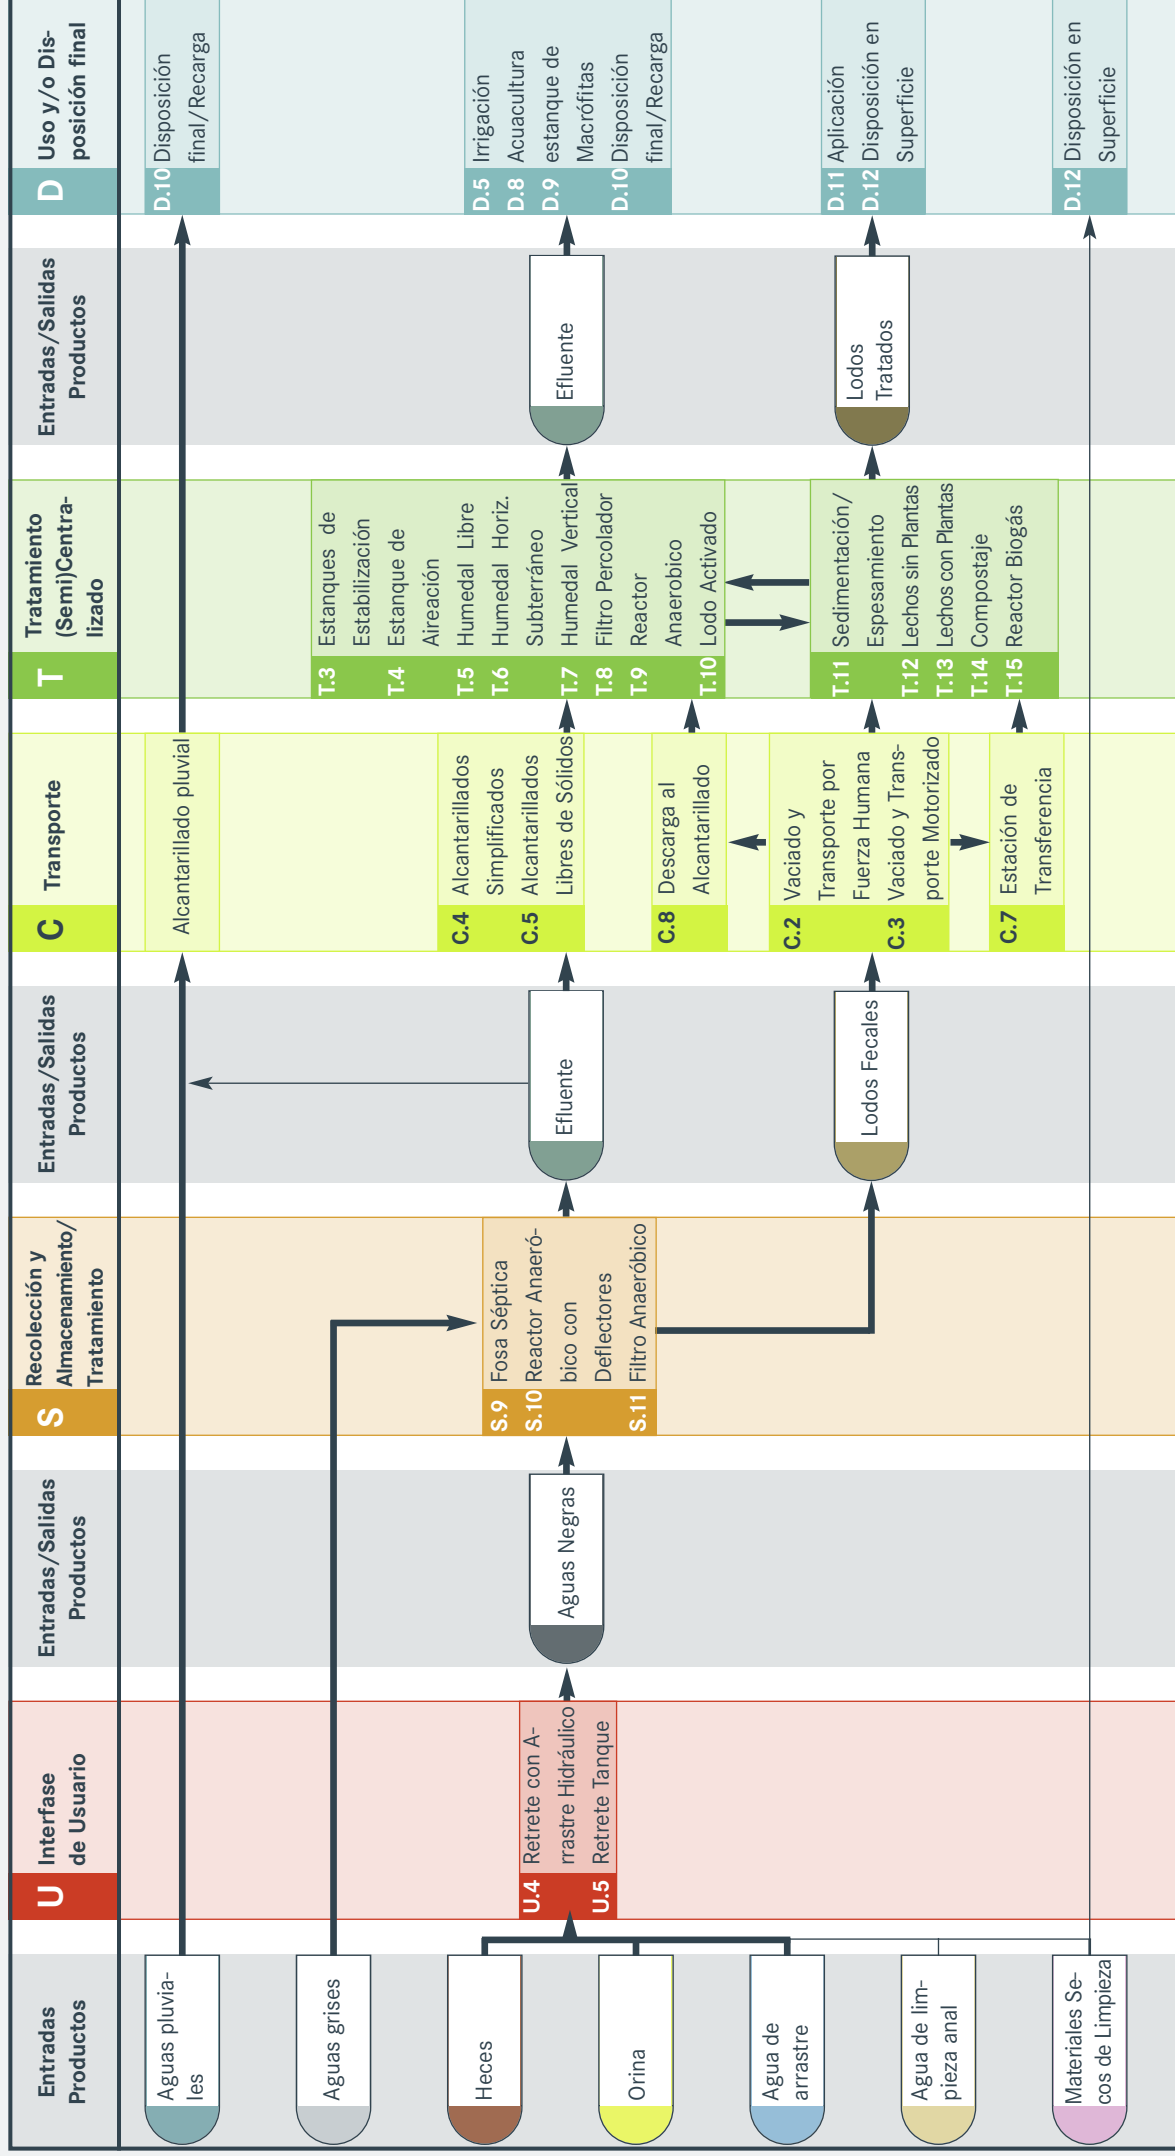 Entradas
Productos
Aguas pluvia-
les
Aguas grises
Heces
Orina
Agua de
arrastre
Agua de lim-
pieza anal
Materiales Se-
cos de Limpieza
U Interfase
de Usuario
U.4 Retrete con A-
rrastre Hidráulico
U.5 Retrete Tanque
Entradas/Salidas
Productos
Aguas Negras
S Recolección y
Almacenamiento/
Tratamiento
S.9 Fosa Séptica
S.10 Reactor Anaeró-
bico con
Deflectores
S.11 Filtro Anaeróbico
Entradas/Salidas
Productos
Efluente
Lodos Fecales
C Transporte
Alcantarillado pluvial
C.4 Alcantarillados
Simplificados
C.5 Alcantarillados
Libres de Sólidos
C.8 Descarga al
Alcantarillado
C.2 Vaciado y
Transporte por
Fuerza Humana
C.3 Vaciado y Trans-
porte Motorizado
C.7 Estación de
Transferencia
T Tratamiento
(Semi)Centra-
lizado
T.3 Estanques de
Estabilización
T.4 Estanque de
Aireación
T.5 Humedal Libre
T.6 Humedal Horiz.
Subterráneo
T.7 Humedal Vertical
T.8 Filtro Percolador
T.9 Reactor
Anaerobico
T.10 Lodo Activado
T.11 Sedimentación/
Espesamiento
T.12 Lechos sin Plantas
T.13 Lechos con Plantas
T.14 Compostaje
T.15 Reactor Biogás
Entradas/Salidas
Productos
Efluente
Lodos
Tratados
D Uso y/o Dis-
posición final
D.10 Disposición
final/Recarga
D.5 Irrigación
D.8 Acuacultura
D.9 estanque de
Macrófitas
D.10 Disposición
final/Recarga
D.11 Aplicación
D.12 Disposición en
Superficie
D.12 Disposición en
Superficie